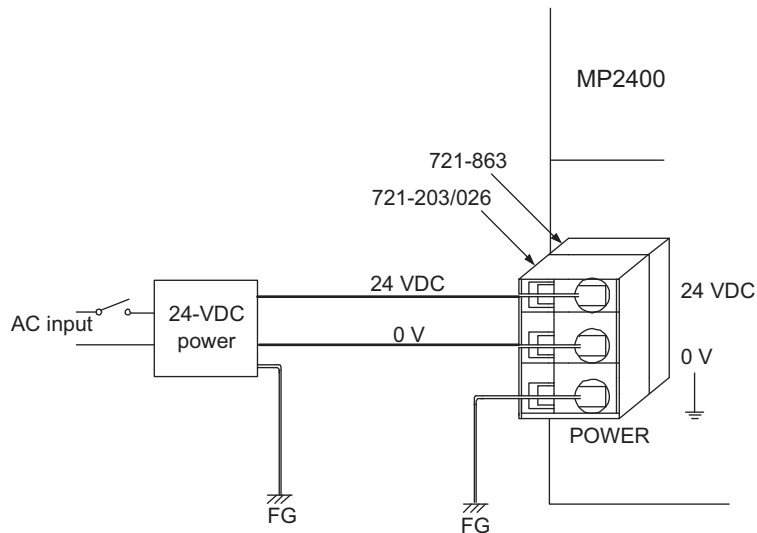 MP2400
721-863
721-203/026
24 VDC
24 VDC
AC input
24-VDC
power
0 V
0 V
POWER
FG
FG